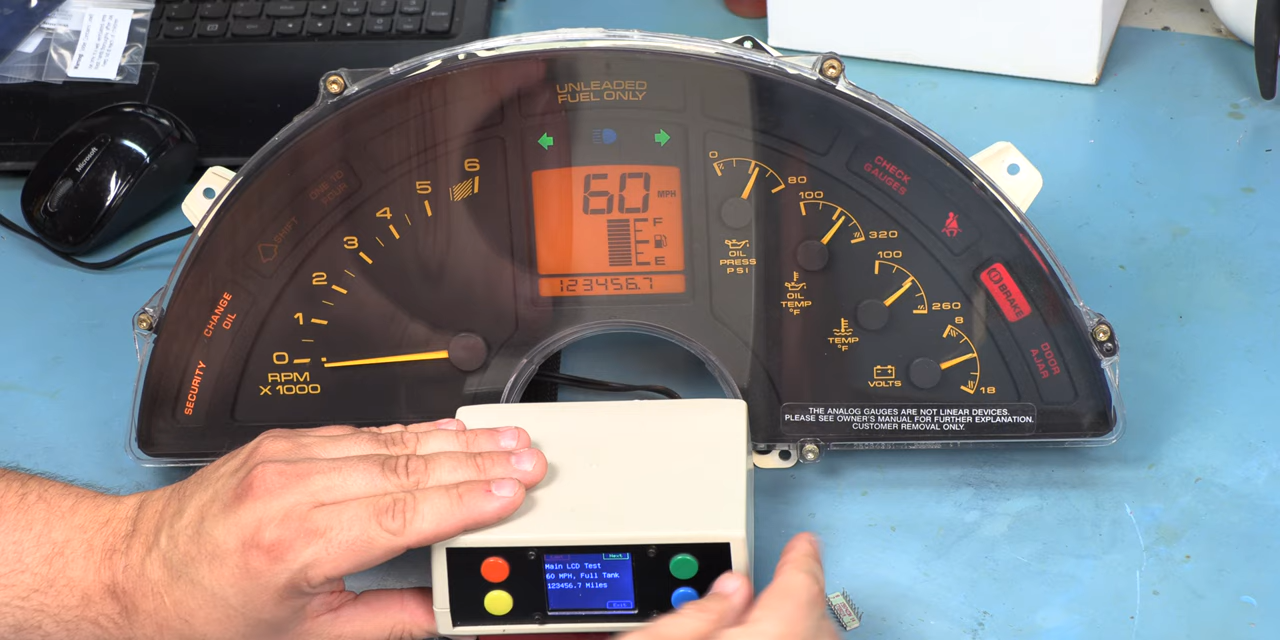 Microsoft
UNLEADED
FUEL ONLY
SHIFT
ONE TO
FOUR
CHANGE
OIL
SECURITY
0
1
2
3
4
5
6
RPM
X 1000
60 MPH
F
E
123456.7
0
80
OIL
PRESS
PSI
100
320
OIL
TEMP
°F
100
260
TEMP
°F
8
18
VOLTS
CHECK
GAUGES
BRAKE
DOOR
AJAR
THE ANALOG GAUGES ARE NOT LINEAR DEVICES.
PLEASE SEE OWNER'S MANUAL FOR FURTHER EXPLANATION.
CUSTOMER REMOVAL ONLY.
Next
Main LCD Test
60 MPH, Full Tank
123456.7 Miles
Exit